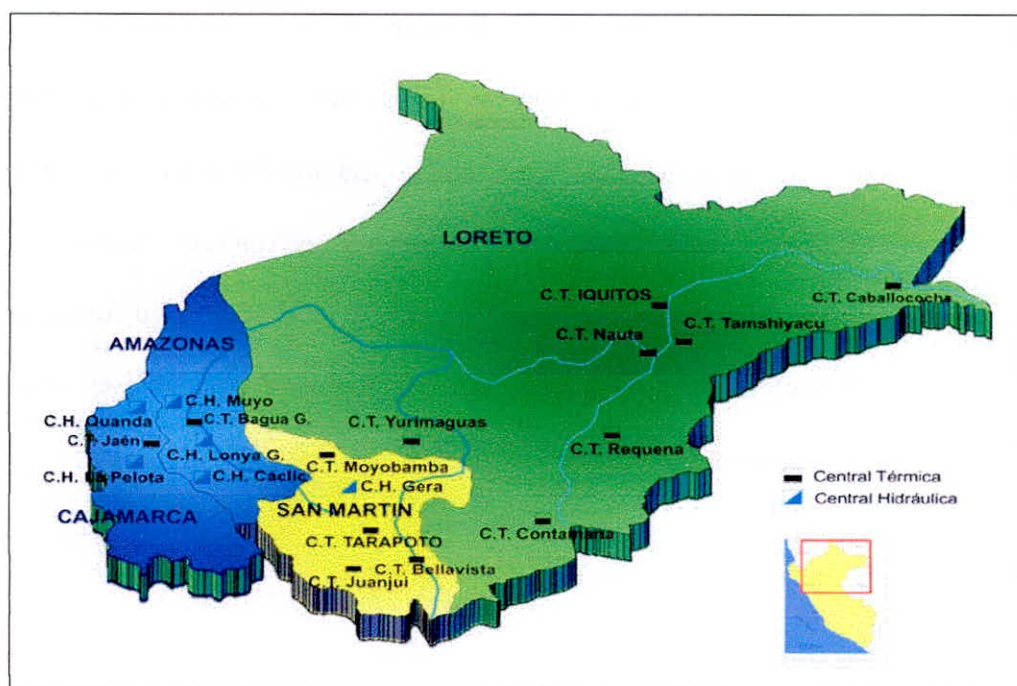 LORETO
C.T. IQUITOS
C.T. Caballococha
C.T. Nauta
C.T. Tamshiyacu
AMAZONAS
C.H. Muyo
C.H. Quanda
C.T. Bagua G.
C.T. Yurimaguas
C.T. Jaén
C.T. Requena
C.H. Lonya G.
C.T. Moyobamba
C.H. La Pelota
C.H. Caclic
C.H. Gera
Central Térmica
Central Hidráulica
CAJAMARCA
SAN MARTIN
C.T. Contamana
C.T. TARAPOTO
C.T. Bellavista
C.T. Juanjui